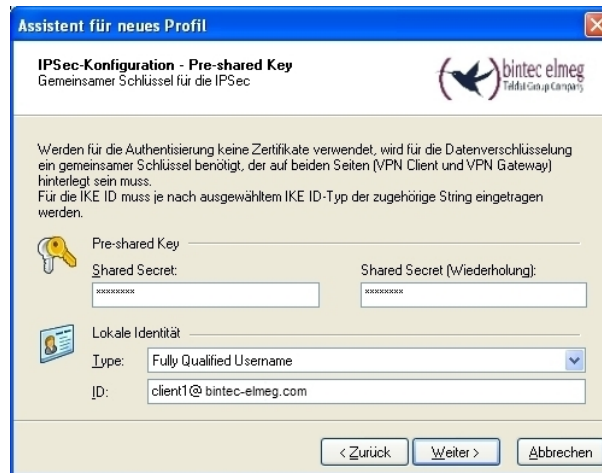 Assistent für neues Profil
IPSec-Konfiguration - Pre-shared Key
Gemeinsamer Schlüssel für die IPSec
bintec elmeg
Teldat Group Company
Werden für die Authentisierung keine Zertifikate verwendet, wird für die Datenverschlüsselung
ein gemeinsamer Schlüssel benötigt, der auf beiden Seiten (VPN Client und VPN Gateway)
hinterlegt sein muss.
Für die IKE ID muss je nach ausgewähltem IKE ID-Typ der zugehörige String eingetragen
werden.
Pre-shared Key
Shared Secret: Shared Secret (Wiederholung):
******** ********
Lokale Identität
Type: Fully Qualified Username
ID: client1@ bintec-elmeg.com
< Zurück Weiter > Abbrechen